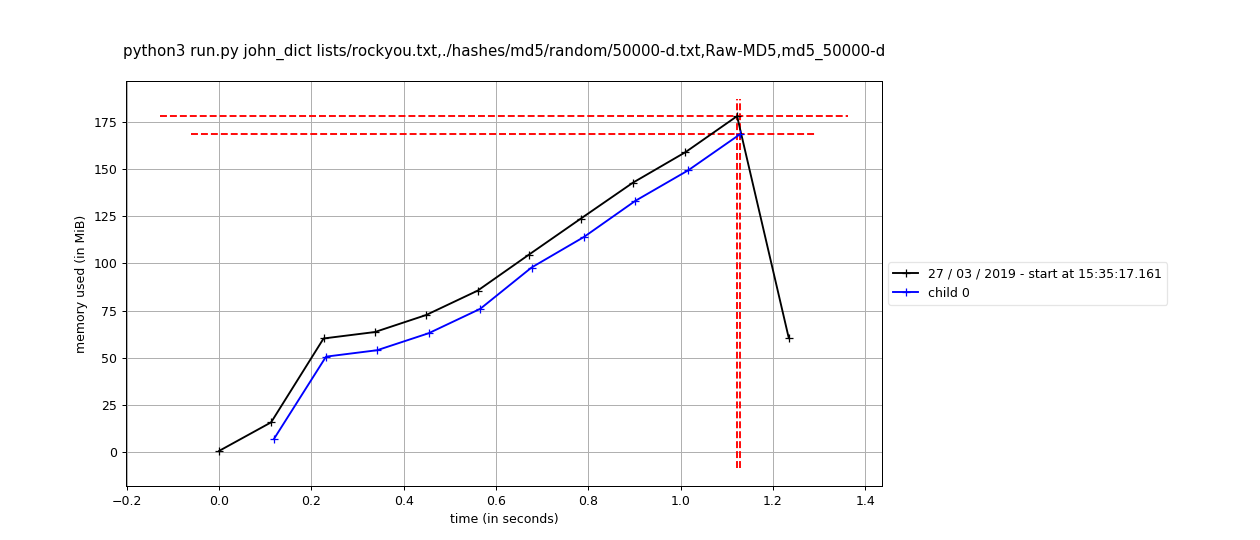 python3 run.py john_dict lists/rockyou.txt,./hashes/md5/random/50000-d.txt,Raw-MD5,md5_50000-d
175
150
125
100
75
50
25
0
memory used (in MiB)
−0.2 0.0 0.2 0.4 0.6 0.8 1.0 1.2 1.4
time (in seconds)
27 / 03 / 2019 - start at 15:35:17.161
child 0